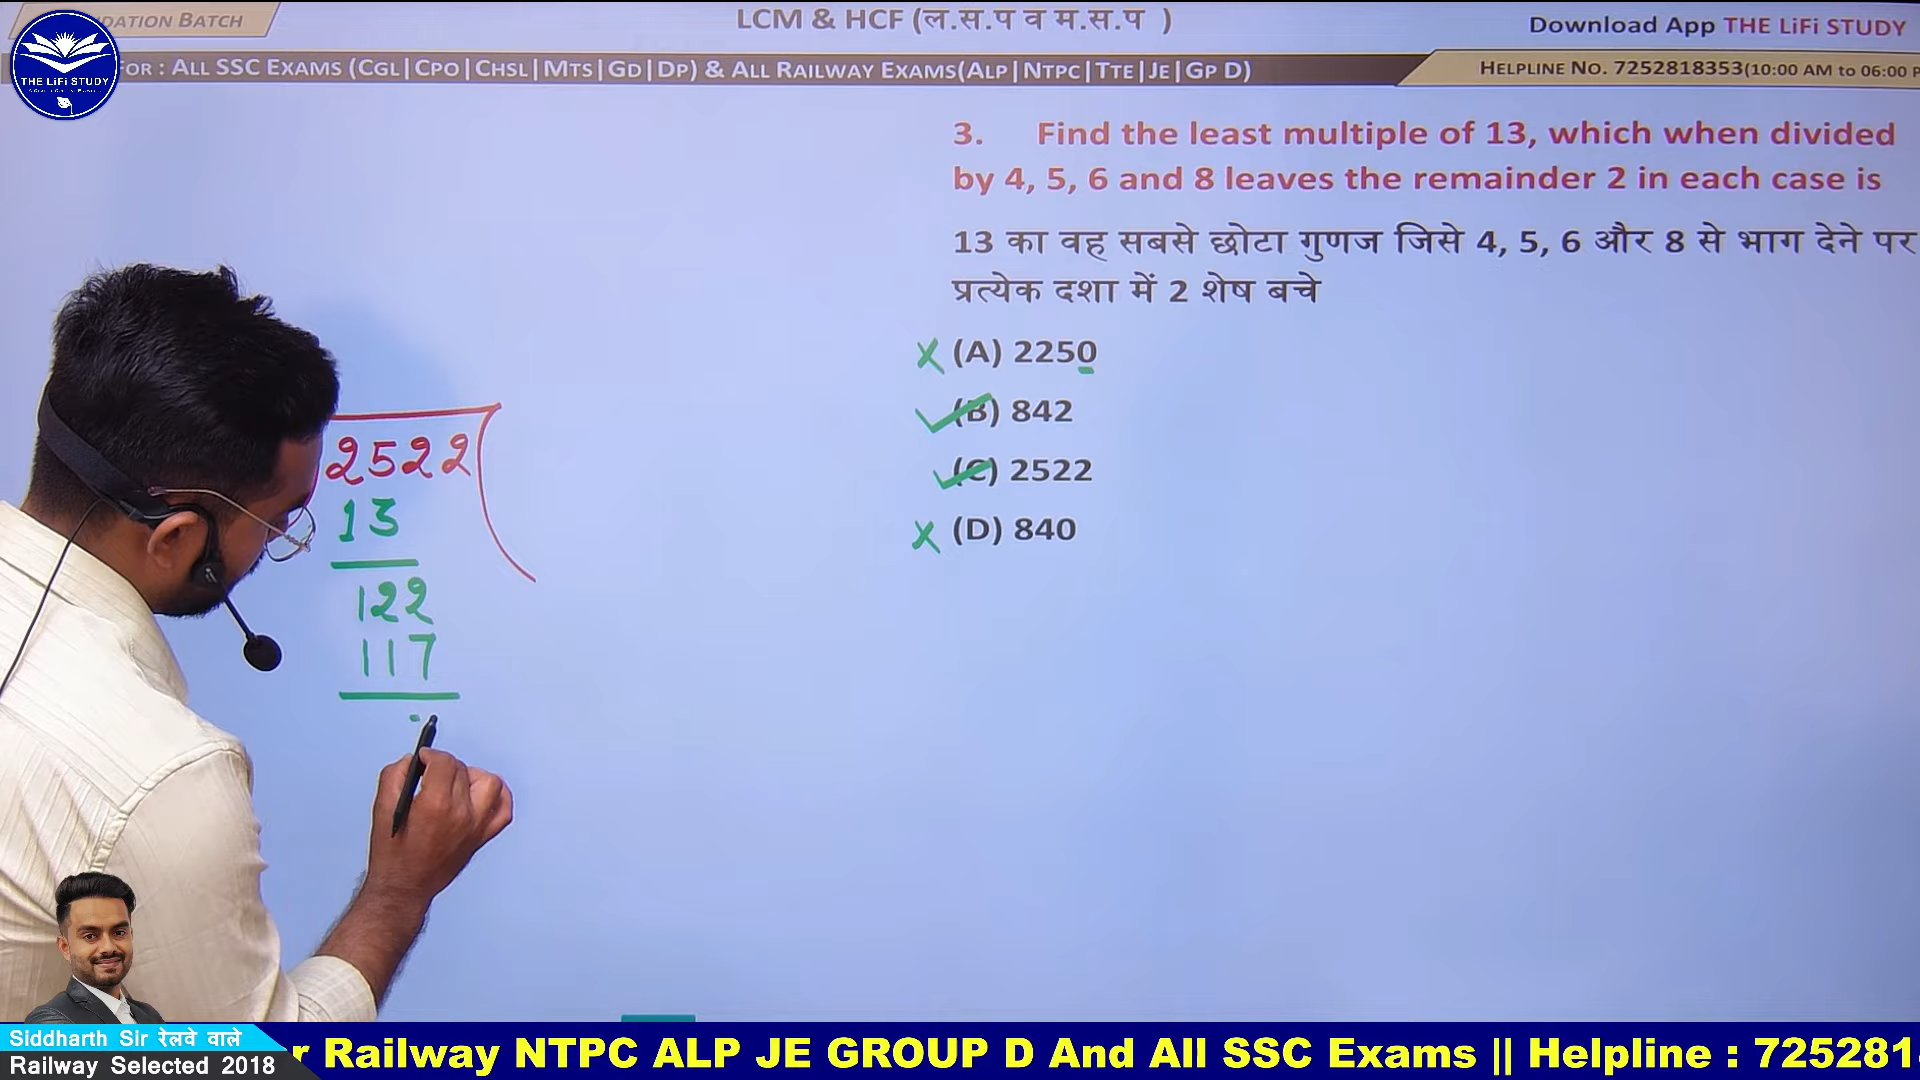 DATION BATCH
LCM & HCF (ल.स.प व म.स.प )
Download App THE LiFi STUDY
THE LiFi STUDY
FOR : ALL SSC EXAMS (CGL|CPO|CHSL|MTS|GD|DP) & ALL RAILWAY EXAMS(ALP|NTPC|TTE|JE|GP D)
HELPLINE NO. 7252818353(10:00 AM to 06:00 P
3. Find the least multiple of 13, which when divided
by 4, 5, 6 and 8 leaves the remainder 2 in each case is
13 का वह सबसे छोटा गुणज जिसे 4, 5, 6 और 8 से भाग देने पर
प्रत्येक दशा में 2 शेष बचे
(A) 2250
(B) 842
(C) 2522
(D) 840
2522
13
122
117
Siddharth Sir रेलवे वाले
Railway Selected 2018
r Railway NTPC ALP JE GROUP D And All SSC Exams || Helpline : 725281